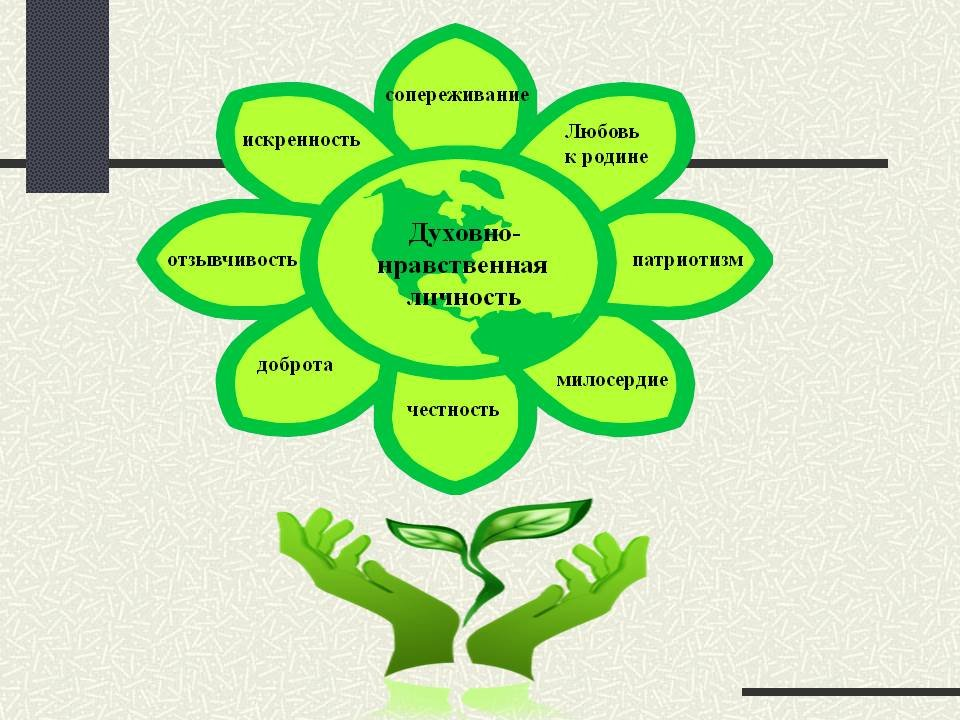 сопереживание
искренность
Любовь
к родине
Духовно-
нравственная
личность
отзывчивость
патриотизм
доброта
милосердие
честность